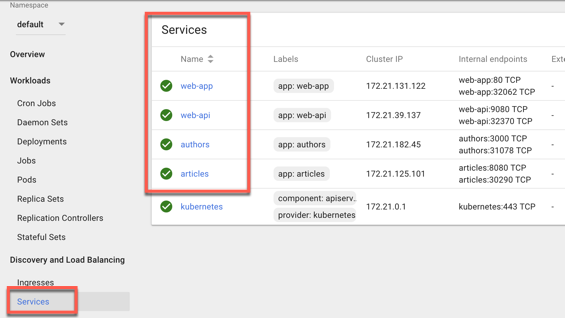 Namespace
default
Overview
Workloads
Cron Jobs
Daemon Sets
Deployments
Jobs
Pods
Replica Sets
Replication Controllers
Stateful Sets
Discovery and Load Balancing
Ingresses
Services
Services
Name Labels Cluster IP Internal endpoints Exte
web-app app: web-app 172.21.131.122 web-app:80 TCP
web-app:32062 TCP -
web-api app: web-api 172.21.39.137 web-api:9080 TCP
web-api:32370 TCP -
authors app: authors 172.21.182.45 authors:3000 TCP
authors:31078 TCP -
articles app: articles 172.21.125.101 articles:8080 TCP
articles:30290 TCP -
kubernetes component: apiserv.. 172.21.0.1 kubernetes:443 TCP -
provider: kubernetes